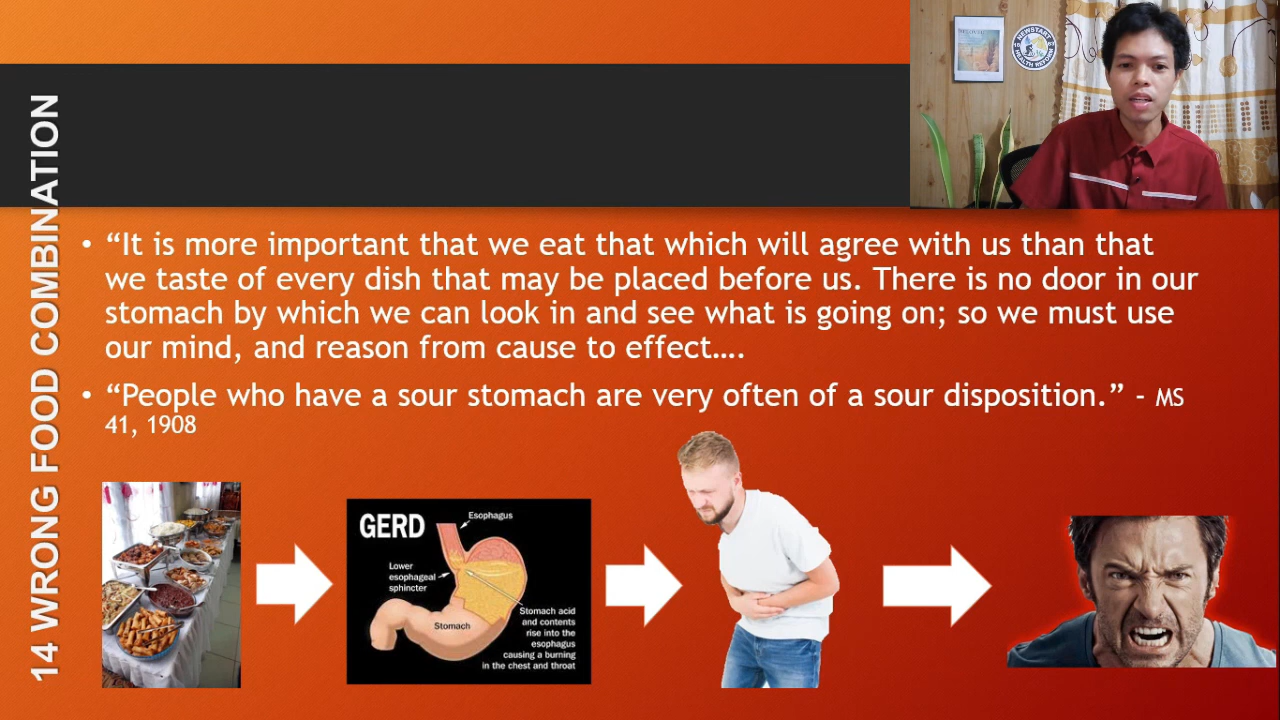 14 WRONG FOOD COMBINATION
NEWSTART
HEALTH REFORM
• “It is more important that we eat that which will agree with us than that
we taste of every dish that may be placed before us. There is no door in our
stomach by which we can look in and see what is going on; so we must use
our mind, and reason from cause to effect….
• “People who have a sour stomach are very often of a sour disposition.” - MS
41, 1908
GERD
Esophagus
Lower
esophageal
sphincter
Stomach
Stomach acid
and contents
rise into the
esophagus
causing a burning
in the chest and throat